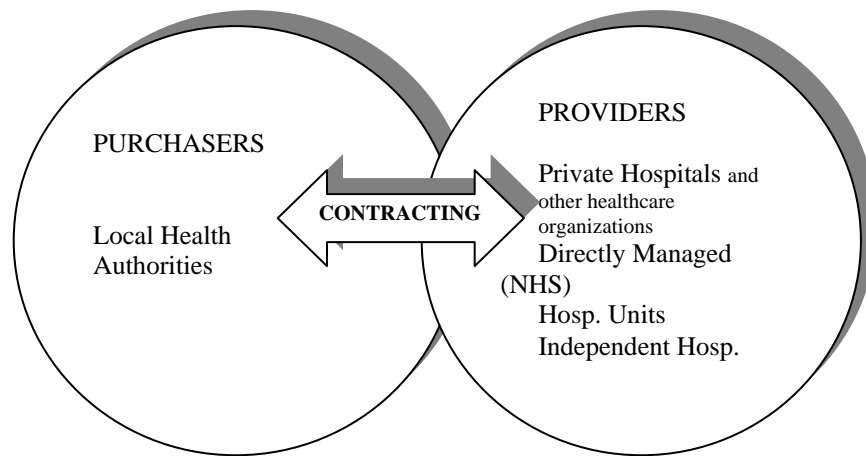 PURCHASERS
Local Health
Authorities
CONTRACTING
PROVIDERS
Private Hospitals and
other healthcare
organizations
Directly Managed
(NHS)
Hosp. Units
Independent Hosp.